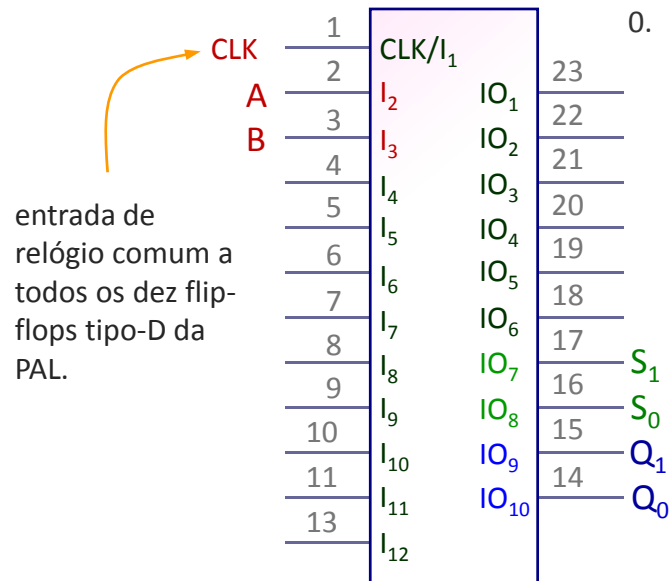 0.
1
CLK
CLK/I₁
2
23
A
I₂
IO₁
3
22
B
I₃
IO₂
4
21
I₄
IO₃
5
20
I₅
IO₄
6
19
I₆
IO₅
7
18
I₇
IO₆
8
17
I₈
IO₇
S₁
9
16
I₉
IO₈
S₀
10
15
I₁₀
IO₉
Q₁
11
14
I₁₁
IO₁₀
Q₀
13
I₁₂
entrada de
relógio comum a
todos os dez flip-
flops tipo-D da
PAL.